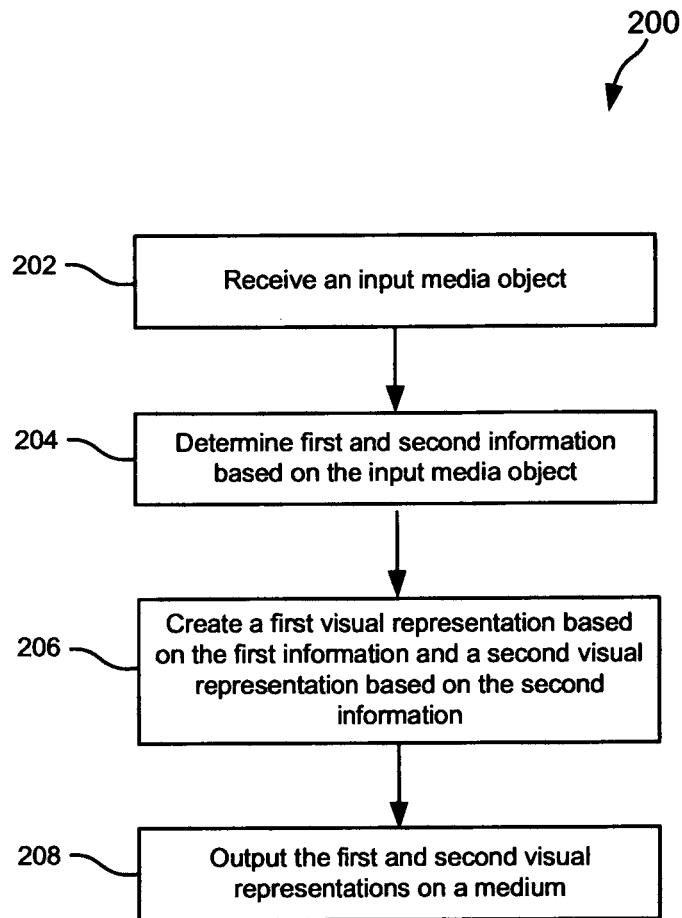 200
202
Receive an input media object
204
Determine first and second information
based on the input media object
206
Create a first visual representation based
on the first information and a second visual
representation based on the second
information
208
Output the first and second visual
representations on a medium